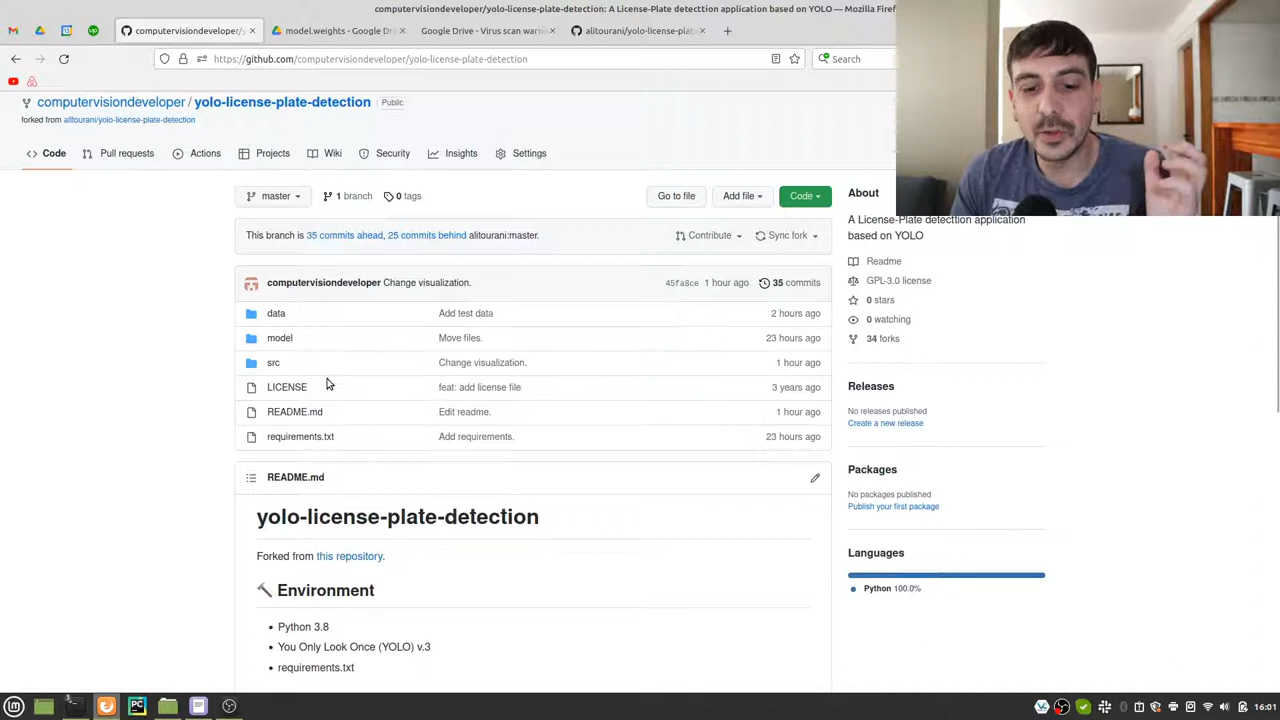 computervisiondeveloper/yolo-license-plate-detection: A License-Plate detecttion application based on YOLO — Mozilla Firef
computervisiondeveloper/y
model.weights - Google Drive
Google Drive - Virus scan warni
alitourani/yolo-license-plate
https://github.com/computervisiondeveloper/yolo-license-plate-detection
Search
computervisiondeveloper / yolo-license-plate-detection Public
forked from alitourani/yolo-license-plate-detection
Code Pull requests Actions Projects Wiki Security Insights Settings
master 1 branch 0 tags Go to file Add file Code
This branch is 35 commits ahead, 25 commits behind alitourani:master. Contribute Sync fork
computervisiondeveloper Change visualization. 45fa8ce 1 hour ago 35 commits
data Add test data 2 hours ago
model Move files. 23 hours ago
src Change visualization. 1 hour ago
LICENSE feat: add license file 3 years ago
README.md Edit readme. 1 hour ago
requirements.txt Add requirements. 23 hours ago
README.md
yolo-license-plate-detection
Forked from this repository.
Environment
Python 3.8
You Only Look Once (YOLO) v.3
requirements.txt
About
A License-Plate detecttion application
based on YOLO
Readme
GPL-3.0 license
0 stars
0 watching
34 forks
Releases
No releases published
Create a new release
Packages
No packages published
Publish your first package
Languages
Python 100.0%
16:01